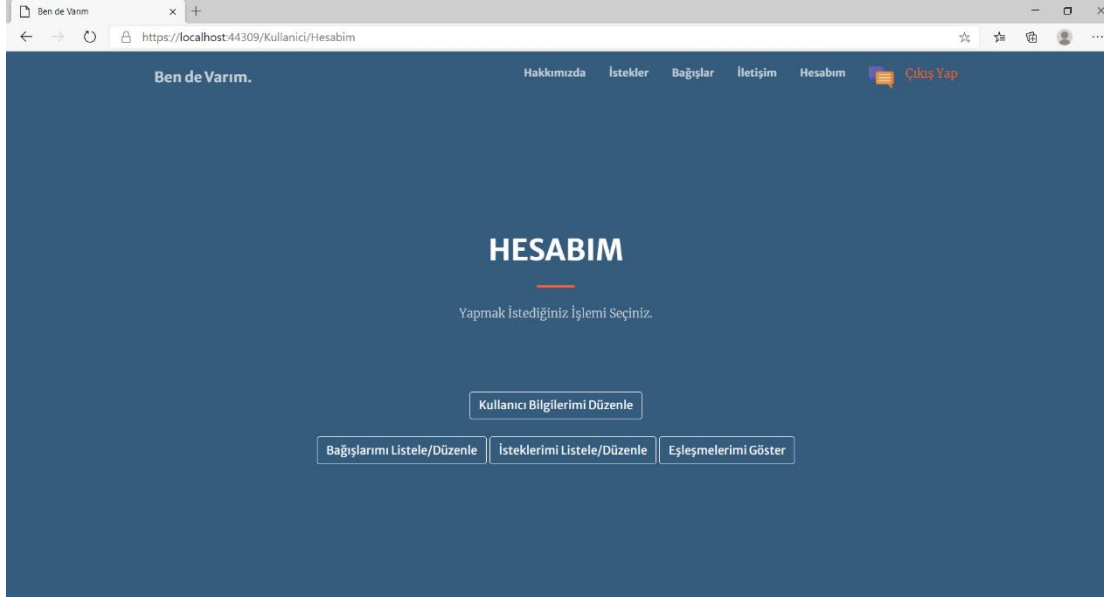 Ben de Varım
https://localhost:44309/Kullanici/Hesabim
Ben de Varım.
Hakkımızda İstekler Bağışlar İletişim Hesabım Çıkış Yap
HESABIM
Yapmak İstediğiniz İşlemi Seçiniz.
Kullanıcı Bilgilerimi Düzenle
Bağışlarımı Listele/Düzenle İsteklerimi Listele/Düzenle Eşleşmelerimi Göster